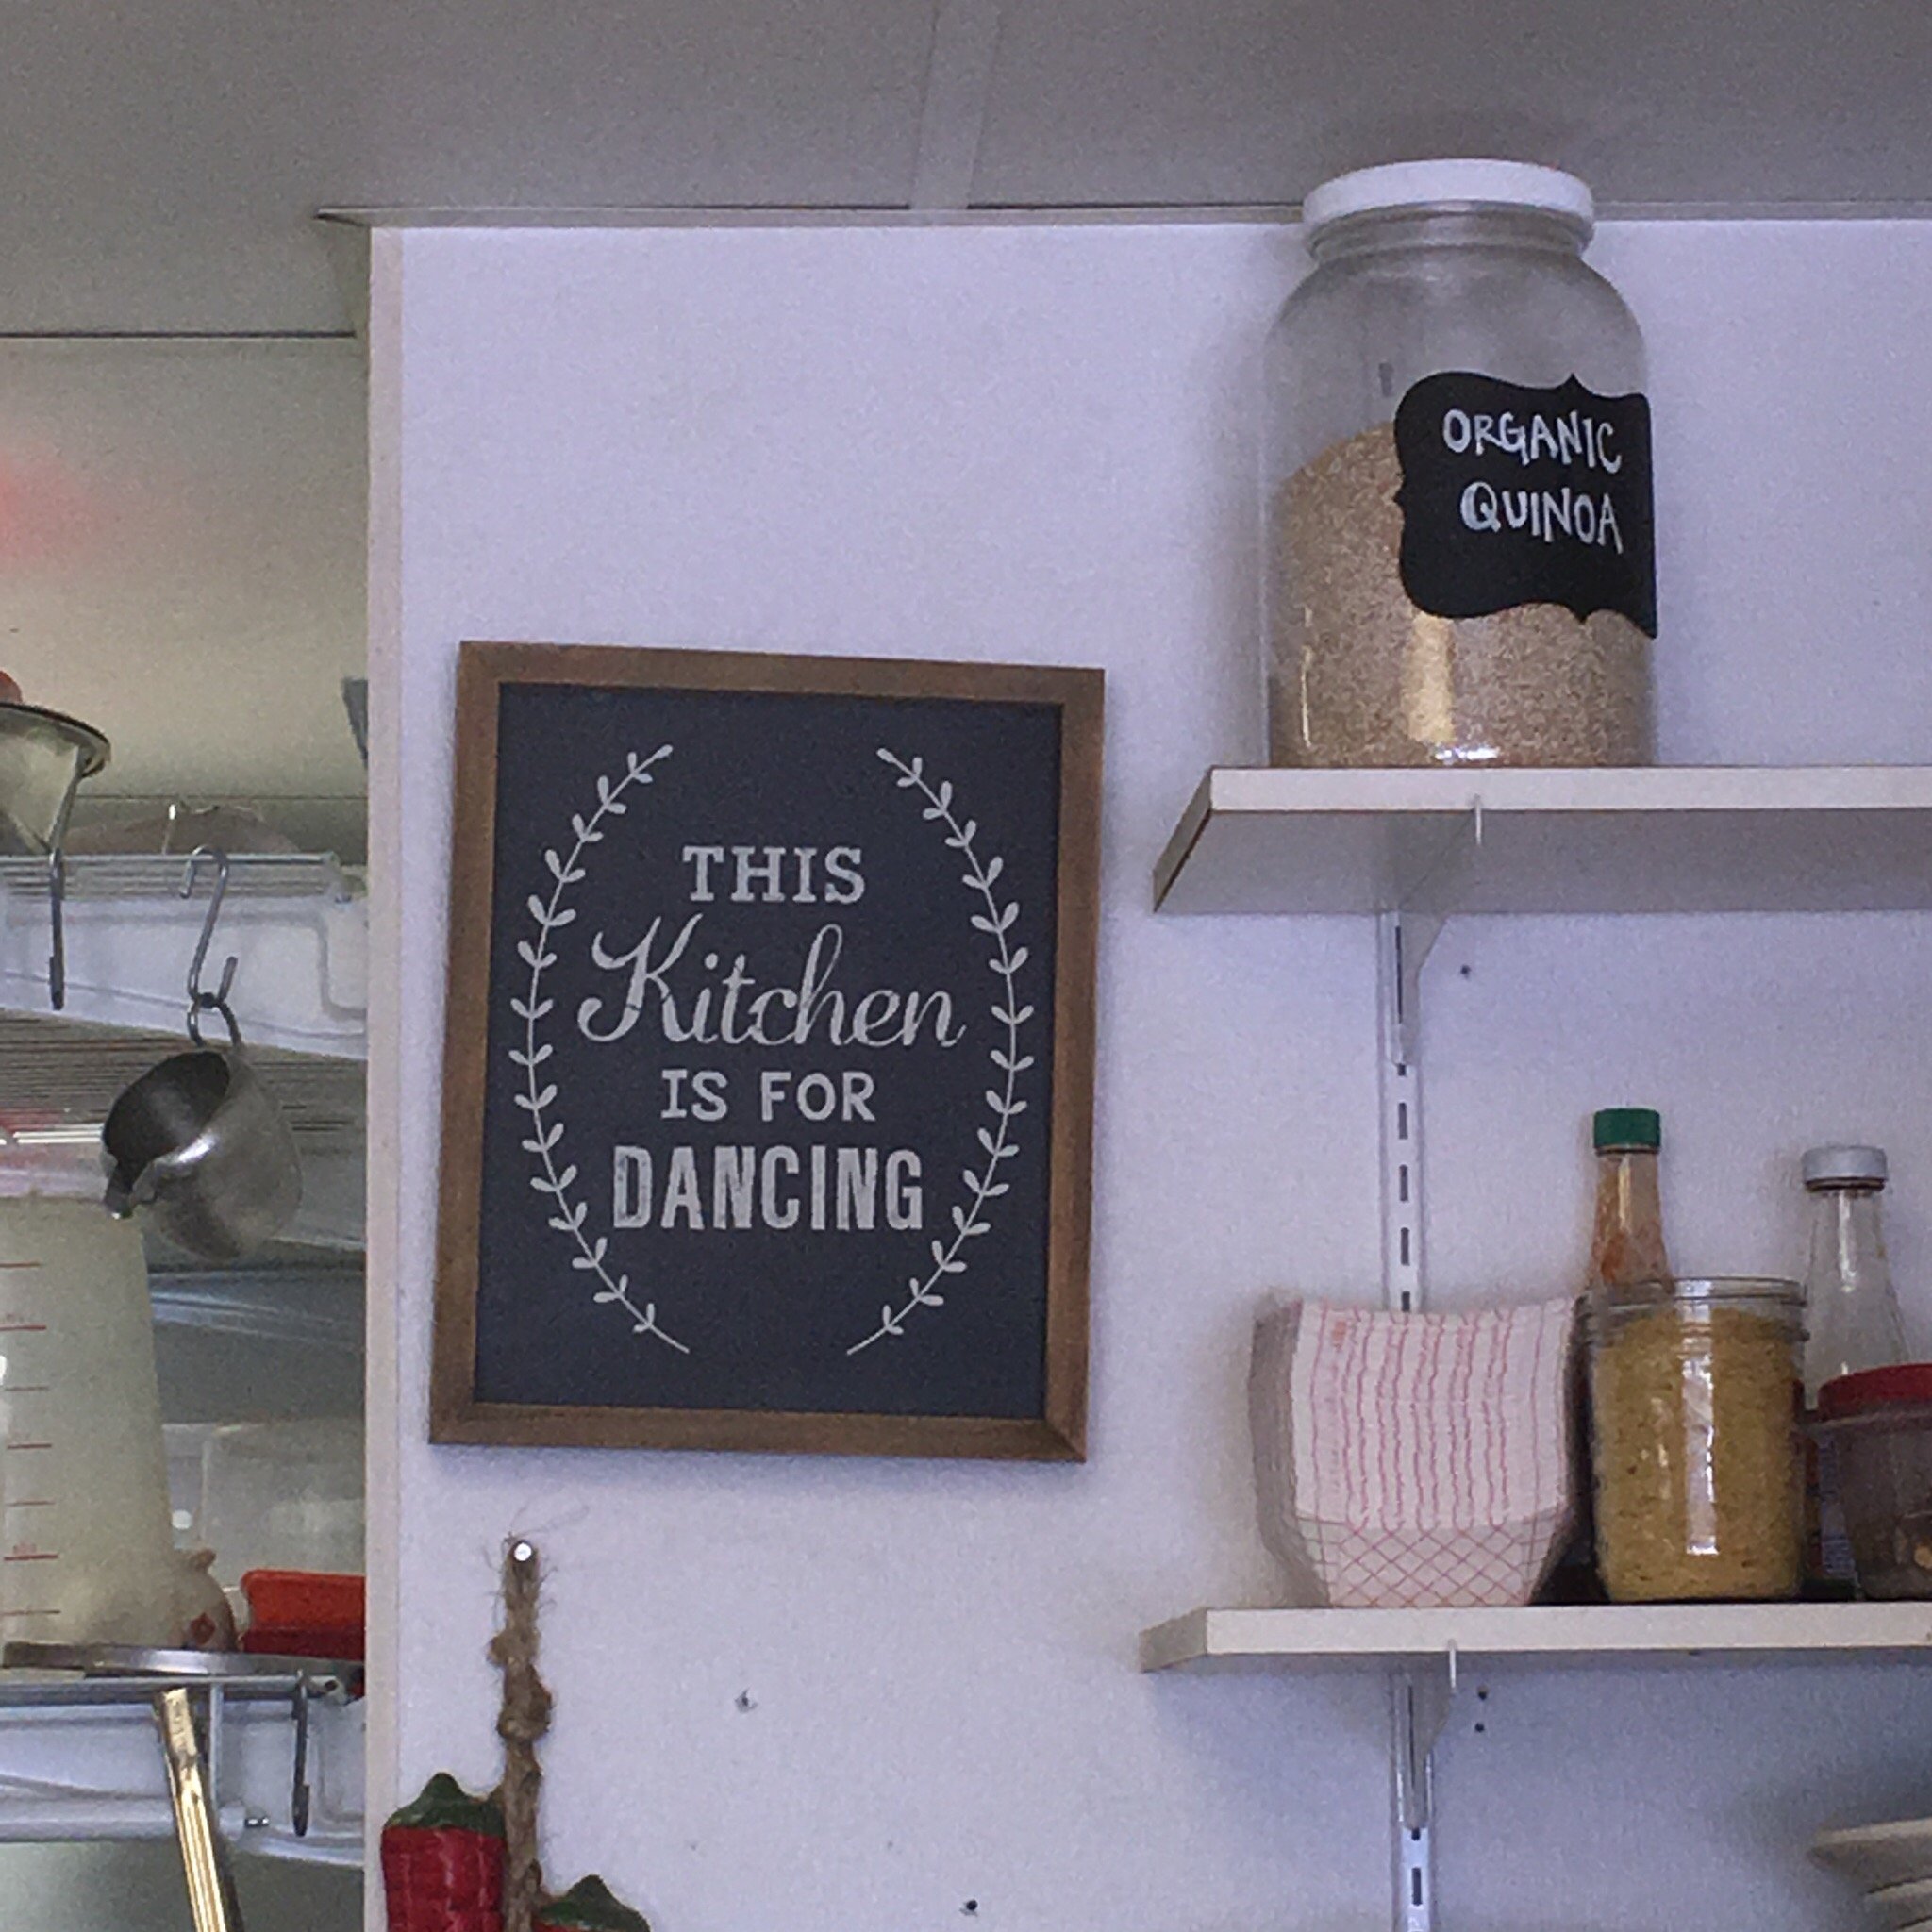 THIS
Kitchen
IS FOR
DANCING
ORGANIC
QUINOA